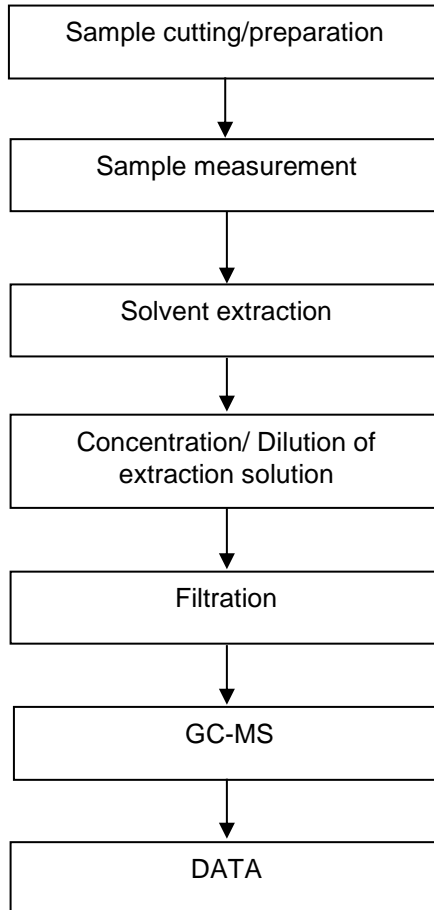 Sample cutting/preparation
Sample measurement
Solvent extraction
Concentration/ Dilution of
extraction solution
Filtration
GC-MS
DATA